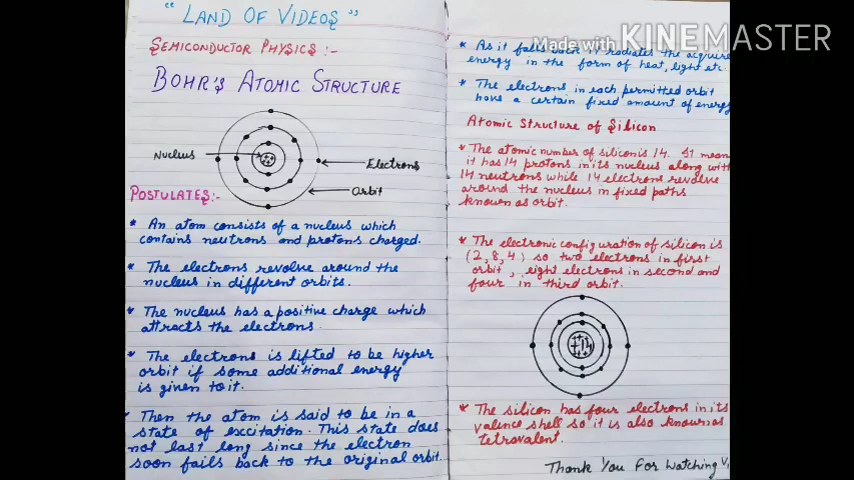 "LAND OF VIDEOS"
SEMICONDUCTOR PHYSICS :-
BOHR'S ATOMIC STRUCTURE
Nucleus
Electrons
Orbit
POSTULATES:-
* An atom consists of a nucleus which
contains neutrons and protons charged.
* The electrons revolve around the
nucleus in different orbits.
* The nucleus has a positive charge which
attracts the electrons.
* The electrons is lifted to be higher
orbit if some additional energy
is given to it.
* Then the atom is said to be in a
state of excitation. This state does
not last long since the electron
soon falls back to the original orbit.
Made with KINEMASTER
* As it falls back it radiates the
energy in the form of heat, light etc.
* The electrons in each permitted orbit
have a certain fixed amount of energy
Atomic Structure of Silicon
* The atomic number of silicon is 14. It mean
it has 14 protons in its nucleus along with
14 neutrons while 14 electrons revolve
around the nucleus in fixed paths
known as orbit.
* The electronic configuration of silicon is
(2,8,4) so two electrons in first
orbit, eight electrons in second and
four in third orbit.
* The silicon has four electrons in its
valence shell so it is also known as
tetravalent.
Thank You For Watching